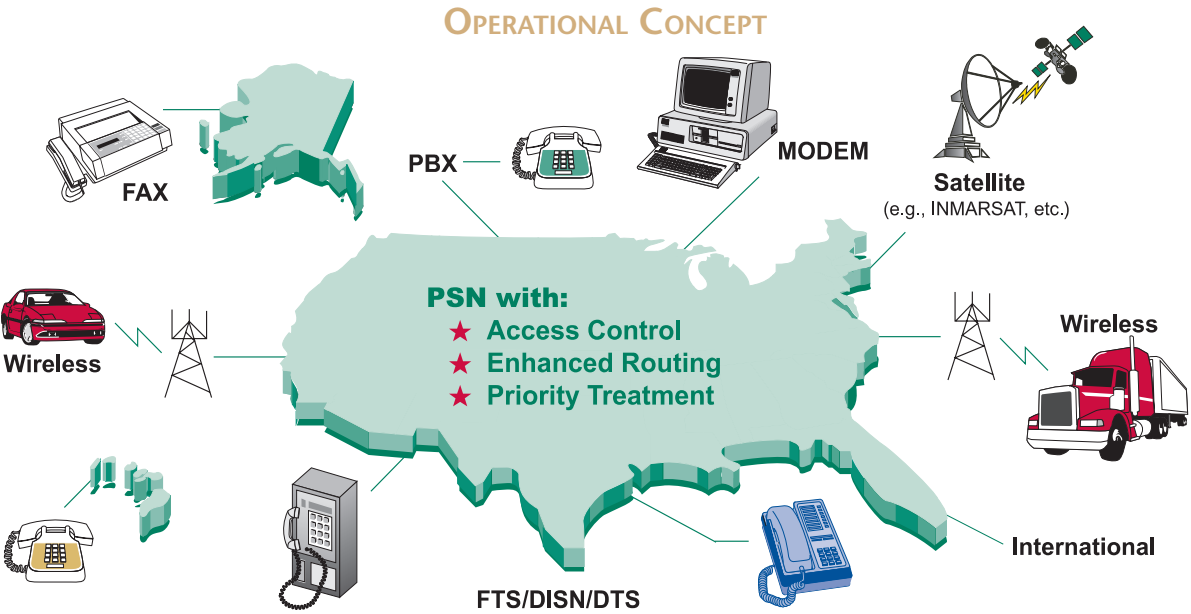 OPERATIONAL CONCEPT
FAX
PBX
MODEM
Satellite
(e.g., INMARSAT, etc.)
Wireless
PSN with:
★ Access Control
★ Enhanced Routing
★ Priority Treatment
Wireless
International
FTS/DISN/DTS